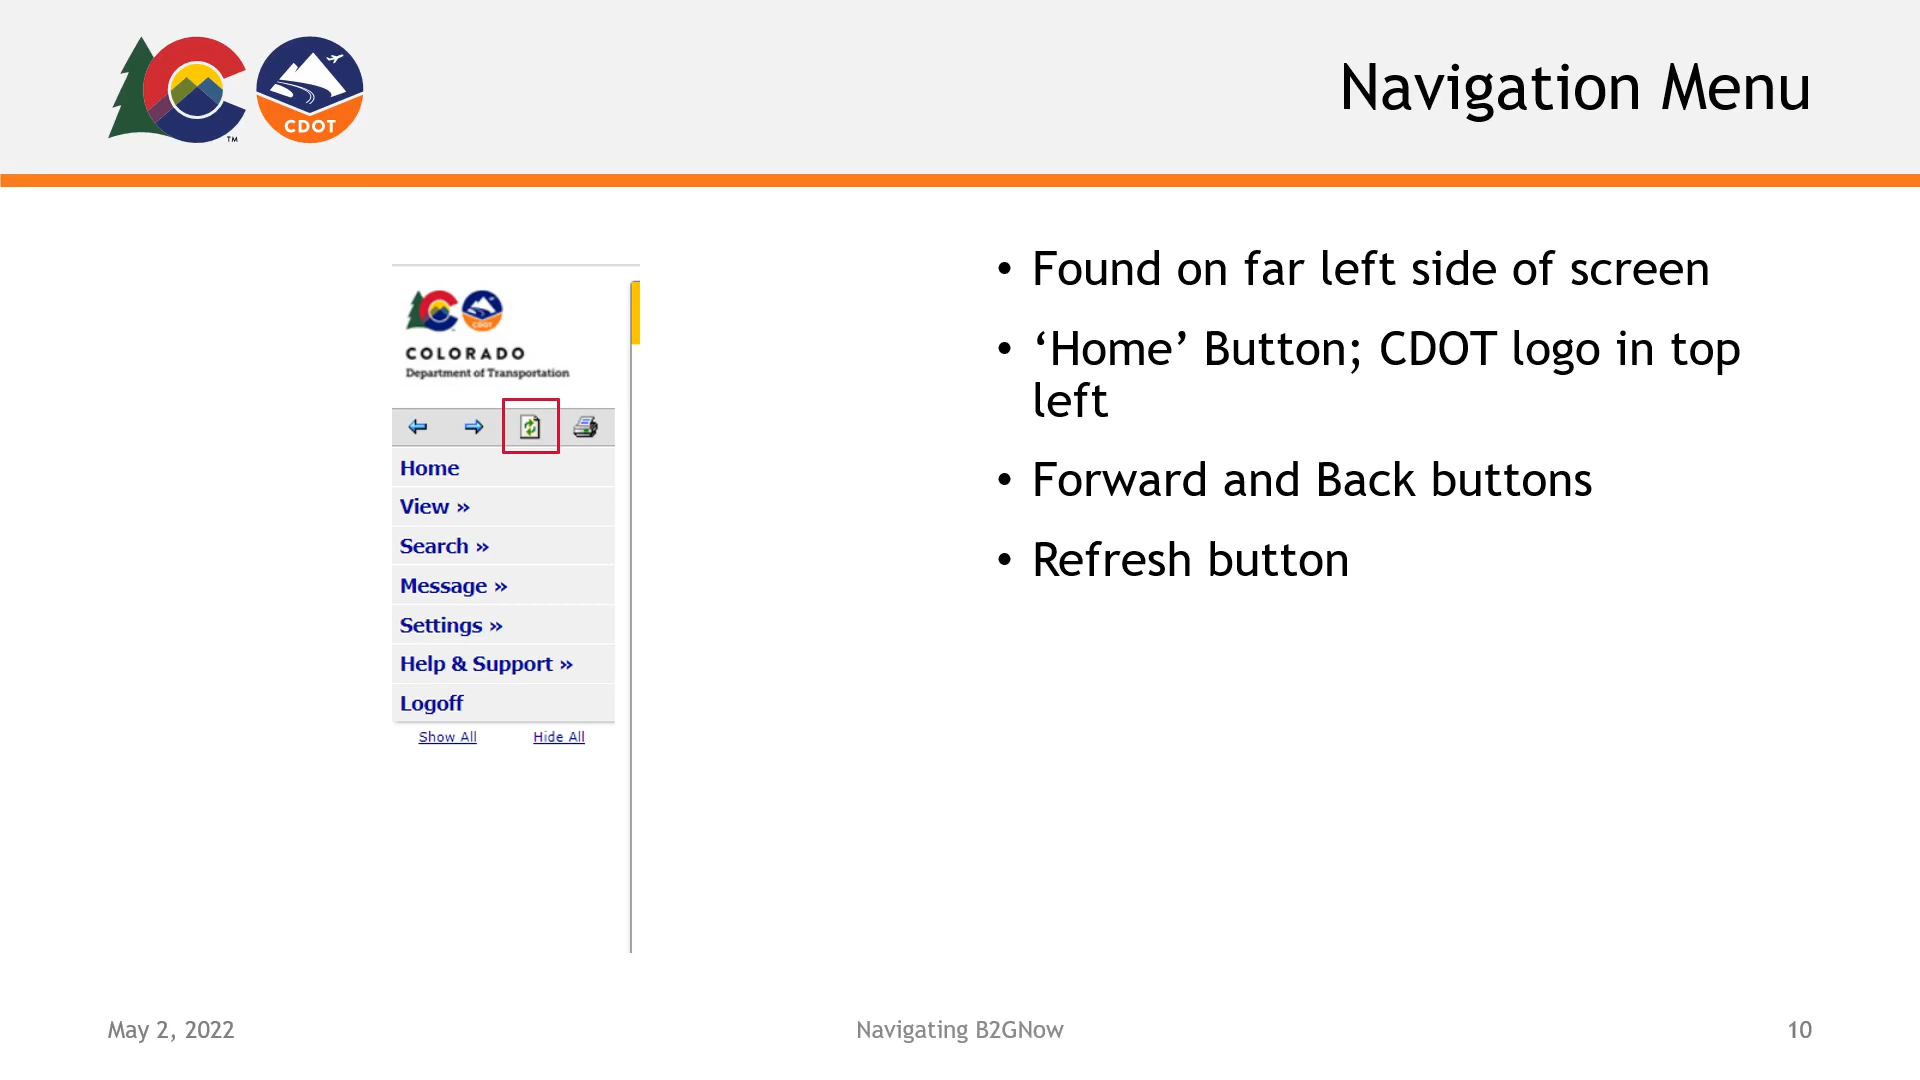 CDOT
TM
Navigation Menu
COLORADO
Department of Transportation
Home
View »
Search »
Message »
Settings »
Help & Support »
Logoff
Show All Hide All
• Found on far left side of screen
• ‘Home’ Button; CDOT logo in top
left
• Forward and Back buttons
• Refresh button
May 2, 2022
Navigating B2GNow
10